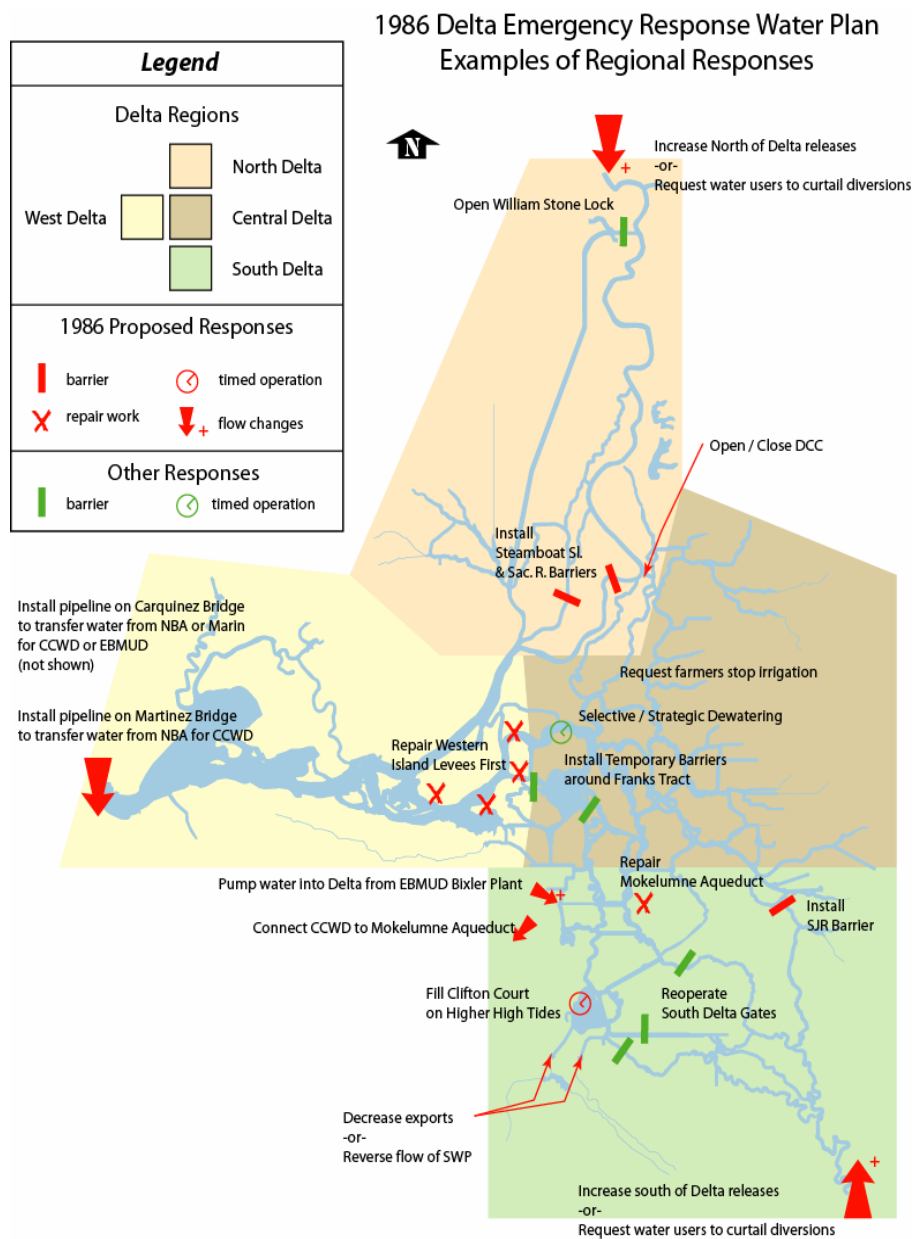 1986 Delta Emergency Response Water Plan
Examples of Regional Responses
Legend
Delta Regions
North Delta
West Delta
Central Delta
South Delta
1986 Proposed Responses
barrier
timed operation
repair work
+ flow changes
Other Responses
barrier
timed operation
N
+
Increase North of Delta releases
-or-
Request water users to curtail diversions
Open William Stone Lock
Open / Close DCC
Install
Steamboat Sl.
& Sac. R. Barriers
Install pipeline on Carquinez Bridge
to transfer water from NBA or Marin
for CCWD or EBMUD
(not shown)
Request farmers stop irrigation
Install pipeline on Martinez Bridge
to transfer water from NBA for CCWD
Selective / Strategic Dewatering
Repair Western
Island Levees First
Install Temporary Barriers
around Franks Tract
Repair
Mokelumne Aqueduct
Pump water into Delta from EBMUD Bixler Plant
+
Install
SJR Barrier
Connect CCWD to Mokelumne Aqueduct
Fill Clifton Court
on Higher High Tides
Reoperate
South Delta Gates
Decrease exports
-or-
Reverse flow of SWP
+
Increase south of Delta releases
-or-
Request water users to curtail diversions